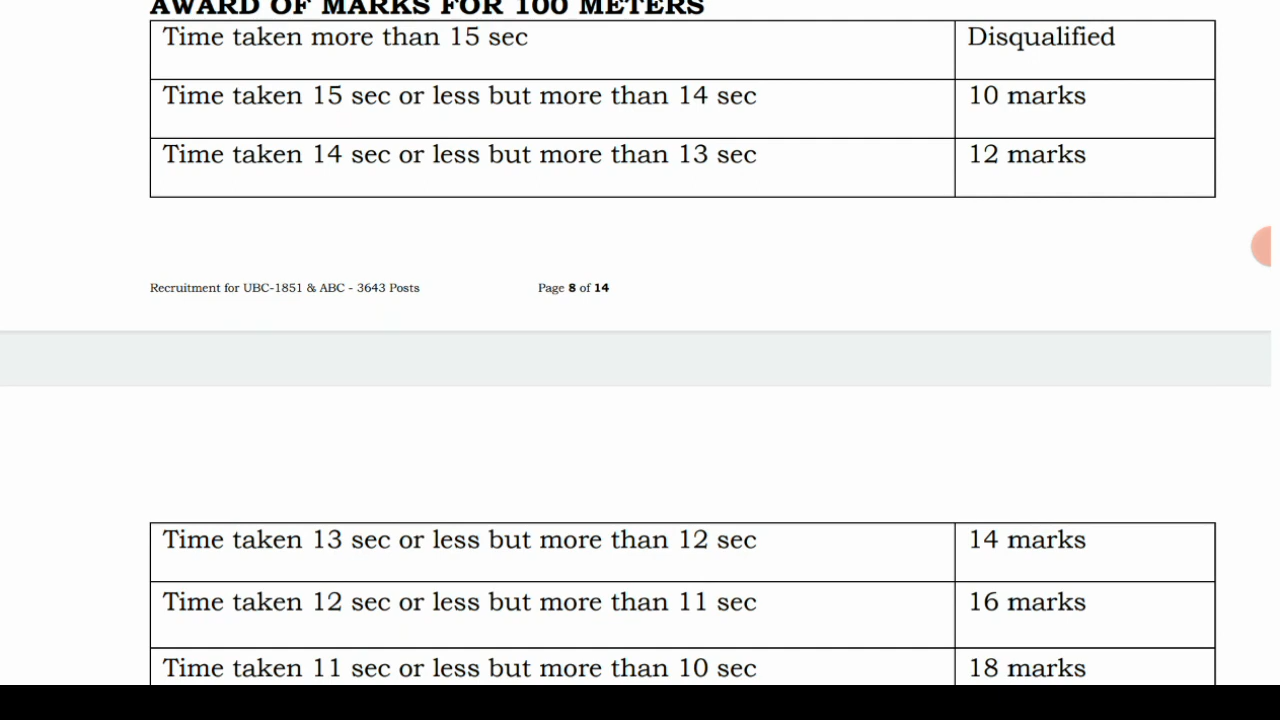 AWARD OF MARKS FOR 100 METERS
Time taken more than 15 sec Disqualified
Time taken 15 sec or less but more than 14 sec 10 marks
Time taken 14 sec or less but more than 13 sec 12 marks
Recruitment for UBC-1851 & ABC - 3643 Posts Page 8 of 14
Time taken 13 sec or less but more than 12 sec 14 marks
Time taken 12 sec or less but more than 11 sec 16 marks
Time taken 11 sec or less but more than 10 sec 18 marks